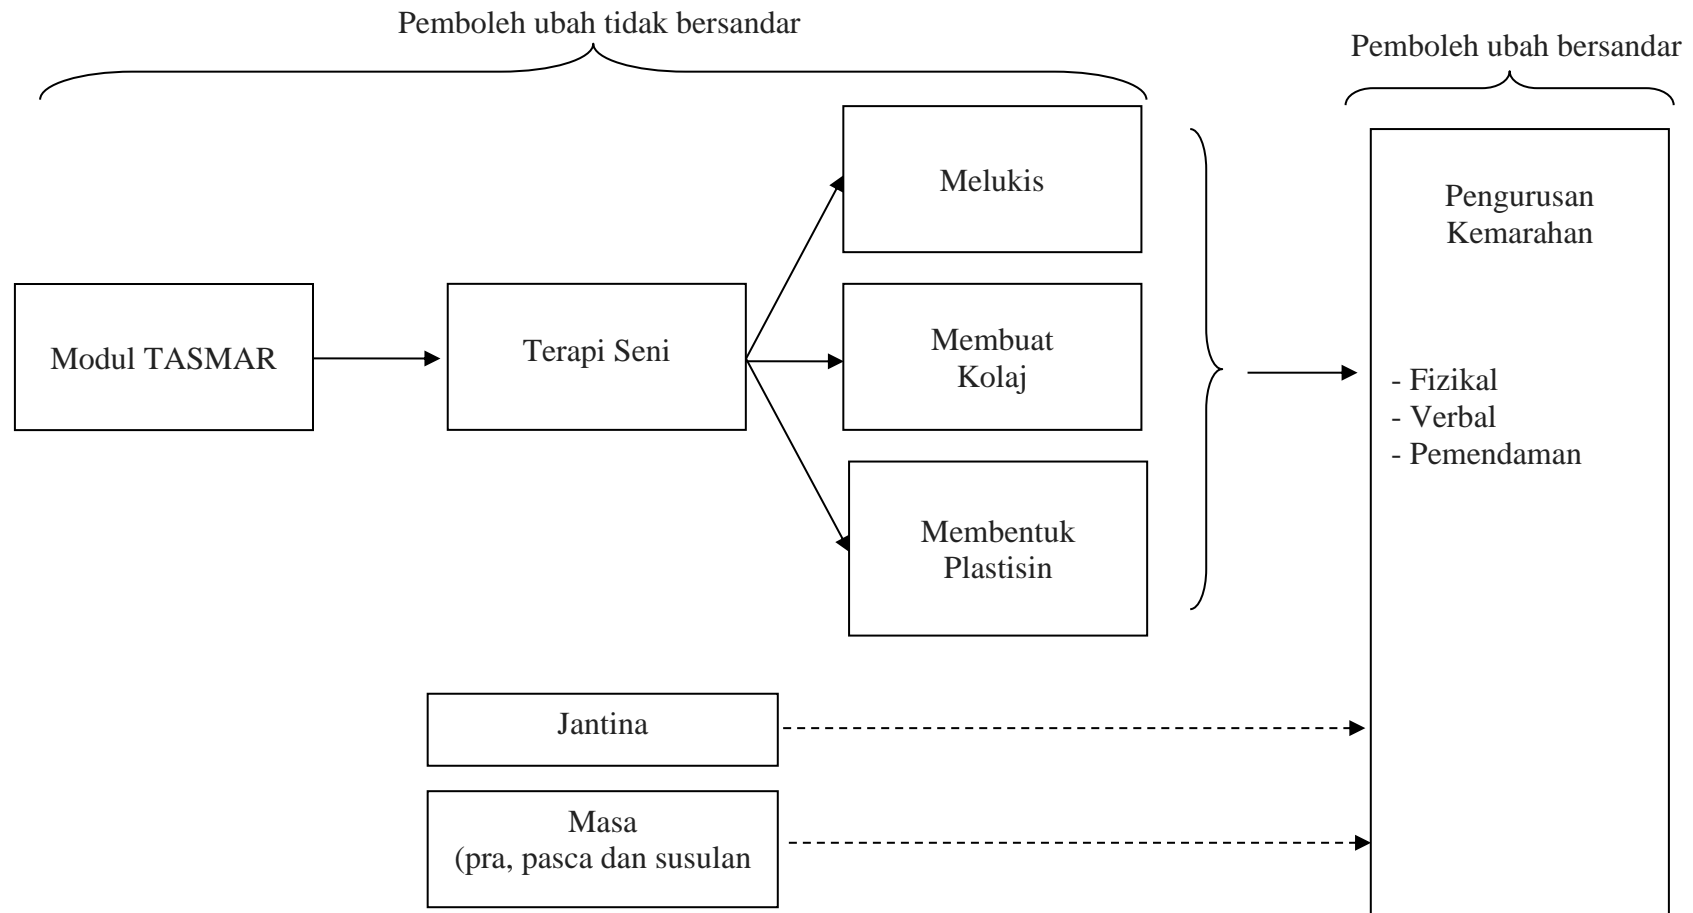 Pemboleh ubah tidak bersandar
Pemboleh ubah bersandar
Melukis
Pengurusan
Kemarahan
Modul TASMAR
Terapi Seni
Membuat
Kolaj
- Fizikal
- Verbal
- Pemendaman
Membentuk
Plastisin
Jantina
Masa
(pra, pasca dan susulan